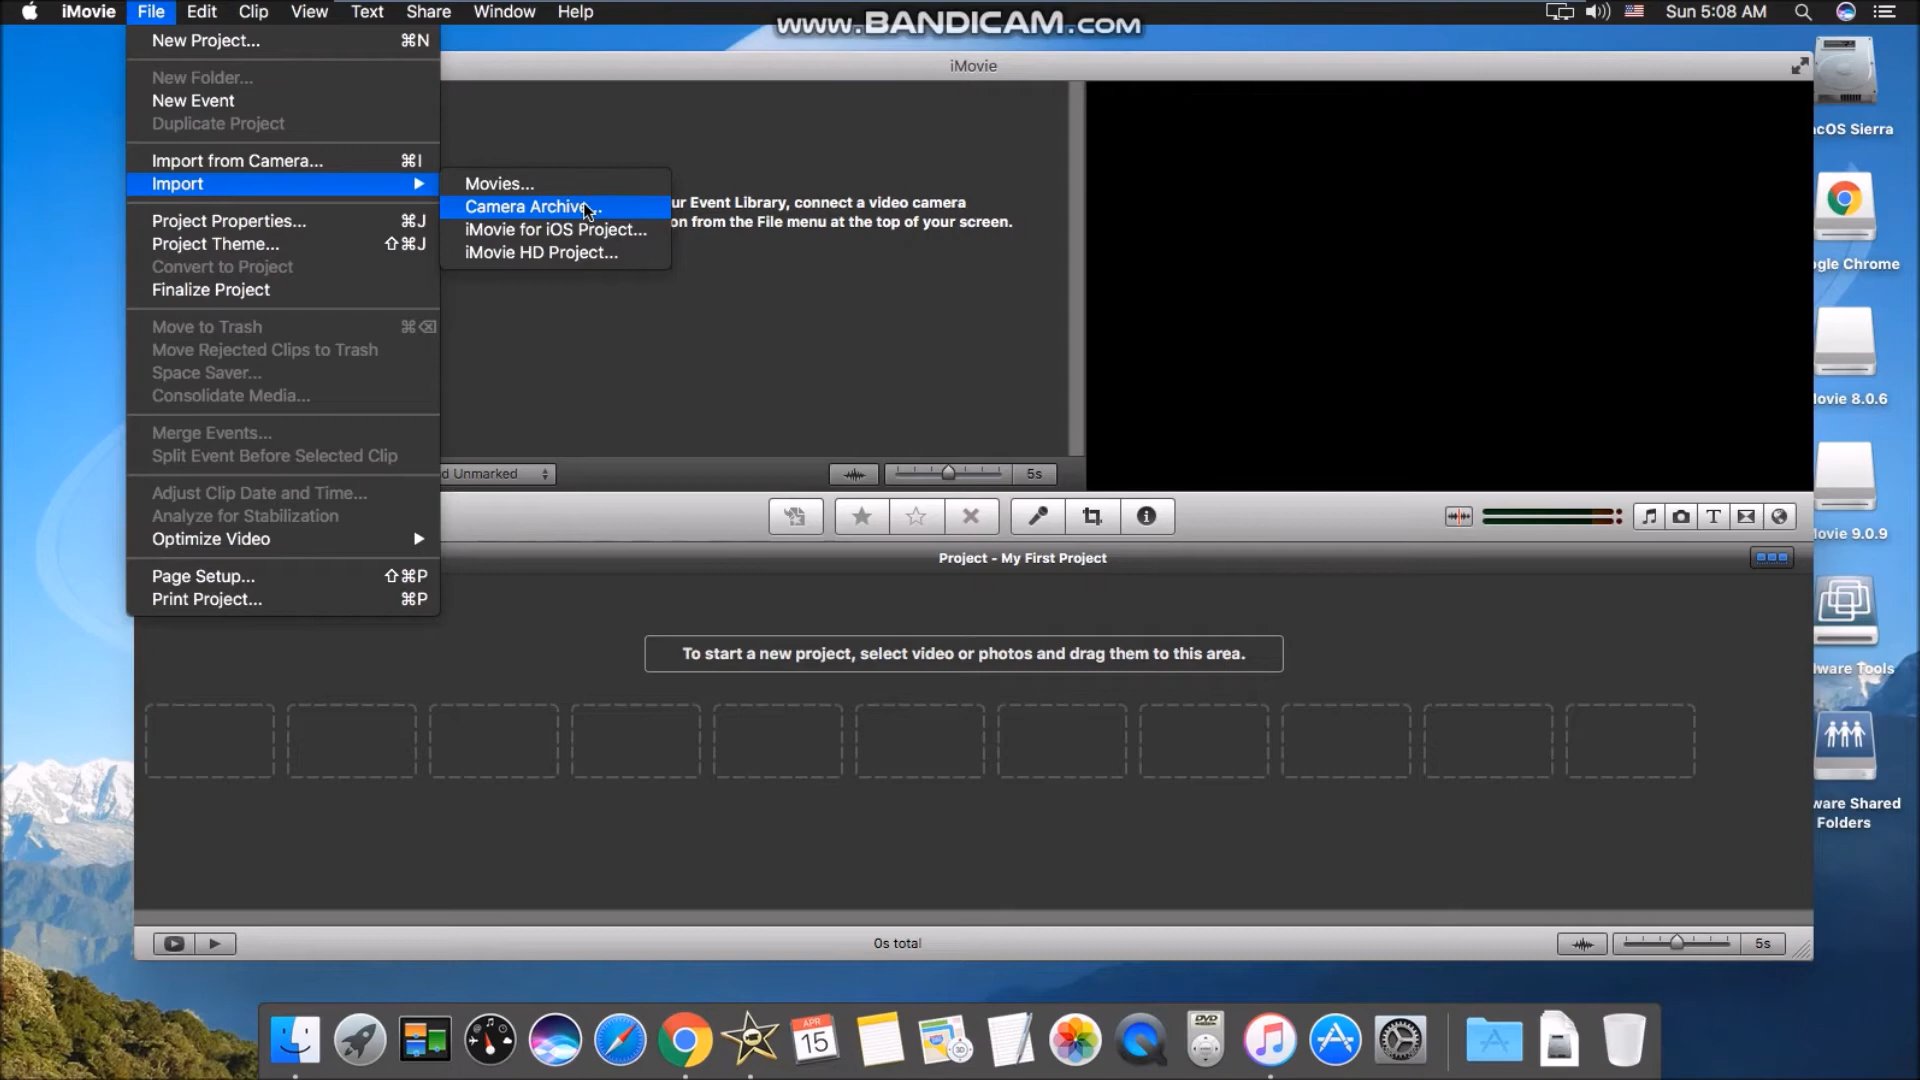 iMovie File Edit Clip View Text Share Window Help Sun 5:08 AM
www.BANDICAM.com
iMovie
New Project... ⌘N
New Folder...
New Event
Duplicate Project
Import from Camera... ⌘I
Import ▶
Project Properties... ⌘J
Project Theme... ⇧⌘J
Convert to Project
Finalize Project
Move to Trash ⌘⌫
Move Rejected Clips to Trash
Space Saver...
Consolidate Media...
Merge Events...
Split Event Before Selected Clip
Adjust Clip Date and Time...
Analyze for Stabilization
Optimize Video ▶
Page Setup... ⇧⌘P
Print Project... ⌘P
Movies...
Camera Archive...
iMovie for iOS Project...
iMovie HD Project...
ur Event Library, connect a video camera
on from the File menu at the top of your screen.
d Unmarked
5s
T
Project - My First Project
To start a new project, select video or photos and drag them to this area.
0s total
5s
acOS Sierra
gle Chrome
lovie 8.0.6
lovie 9.0.9
ware Tools
ware Shared
Folders
APR
15
DVD